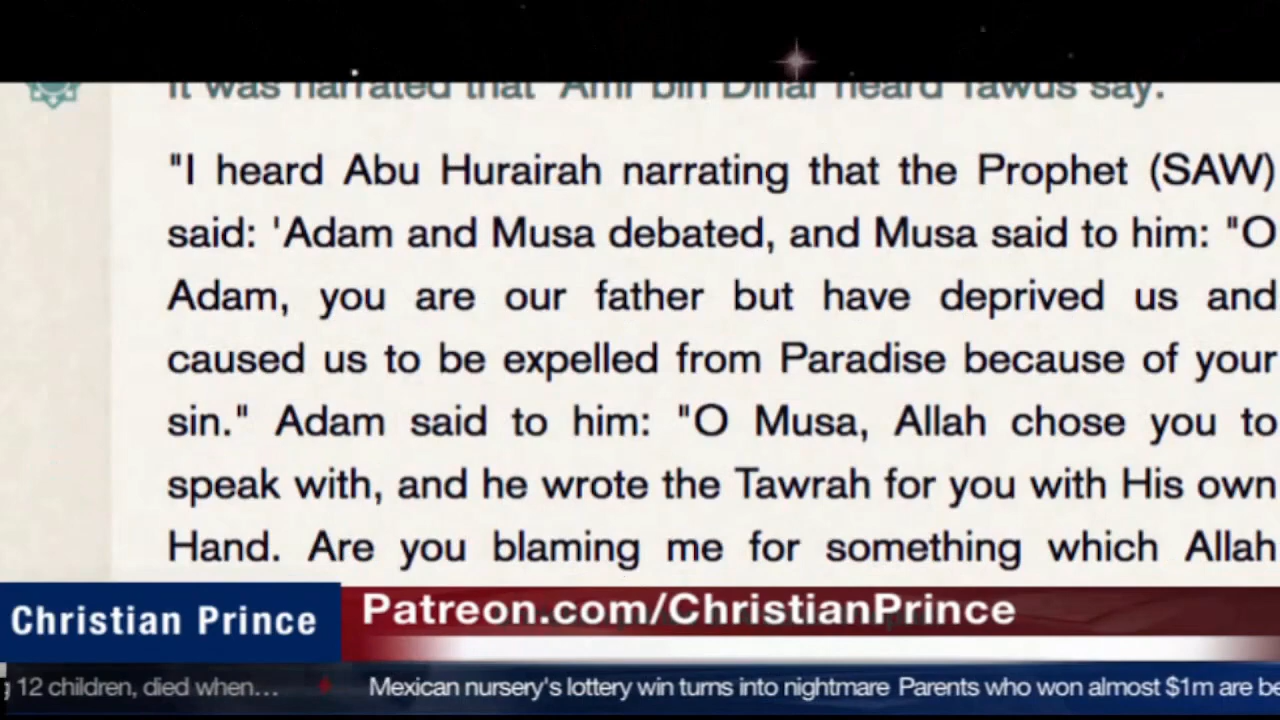 It was narrated that 'Amr bin Dinar heard Tawus say:
"I heard Abu Hurairah narrating that the Prophet (SAW)
said: 'Adam and Musa debated, and Musa said to him: "O
Adam, you are our father but have deprived us and
caused us to be expelled from Paradise because of your
sin." Adam said to him: "O Musa, Allah chose you to
speak with, and he wrote the Tawrah for you with His own
Hand. Are you blaming me for something which Allah
Christian Prince
Patreon.com/ChristianPrince
12 children, died when... Mexican nursery's lottery win turns into nightmare Parents who won almost $1m are be